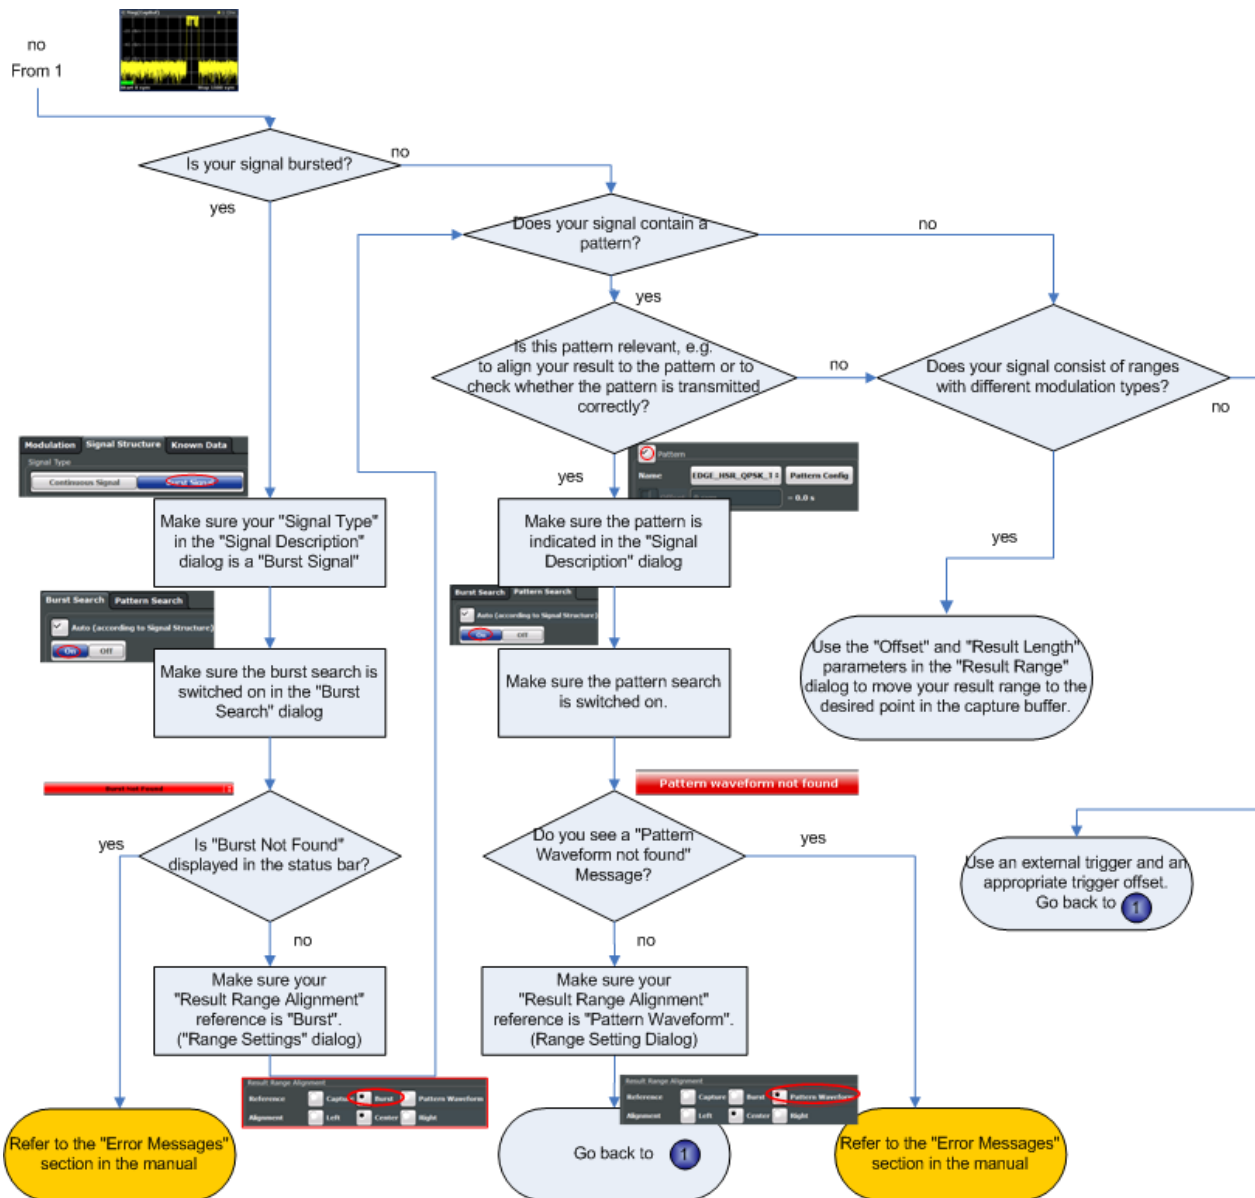 no
From 1
Is your signal bursted?
no
yes
Does your signal contain a
pattern?
no
yes
Is this pattern relevant, e.g.
to align your result to the pattern or to
check whether the pattern is transmitted
correctly?
no
Does your signal consist of ranges
with different modulation types?
no
Modulation Signal Structure Known Data
Signal Type
Continuous Signal Burst Signal
yes
Pattern
Name EDGE_HSR_QPSK_T Pattern Config
= 0.0 s
Make sure your "Signal Type"
in the "Signal Description"
dialog is a "Burst Signal"
Make sure the pattern is
indicated in the "Signal
Description" dialog
yes
Burst Search Pattern Search
Auto (according to Signal Structure)
On Off
Burst Search Pattern Search
Auto (according to Signal Structure)
On Off
Use the "Offset" and "Result Length"
parameters in the "Result Range"
dialog to move your result range to the
desired point in the capture buffer.
Make sure the burst search is
switched on in the "Burst
Search" dialog
Make sure the pattern search
is switched on.
Burst Not Found
Pattern waveform not found
yes
Is "Burst Not Found"
displayed in the status bar?
Do you see a "Pattern
Waveform not found"
Message?
yes
Use an external trigger and an
appropriate trigger offset.
Go back to 1
no
no
Make sure your
"Result Range Alignment"
reference is "Burst".
("Range Settings" dialog)
Make sure your
"Result Range Alignment"
reference is "Pattern Waveform".
(Range Setting Dialog)
Result Range Alignment
Reference Capture Burst Pattern Waveform
Alignment Left Center Right
Result Range Alignment
Reference Capture Burst Pattern Waveform
Alignment Left Center Right
Refer to the "Error Messages"
section in the manual
Go back to 1
Refer to the "Error Messages"
section in the manual